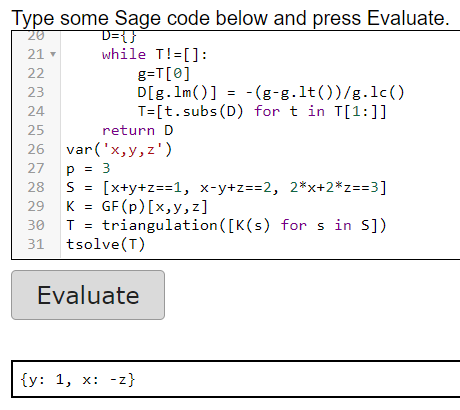 Type some Sage code below and press Evaluate.
20 D={}
21 while T!=[]:
22 g=T[0]
23 D[g.lm()] = -(g-g.lt())/g.lc()
24 T=[t.subs(D) for t in T[1:]]
25 return D
26 var('x,y,z')
27 p = 3
28 S = [x+y+z==1, x-y+z==2, 2*x+2*z==3]
29 K = GF(p)[x,y,z]
30 T = triangulation([K(s) for s in S])
31 tsolve(T)
Evaluate
{y: 1, x: -z}